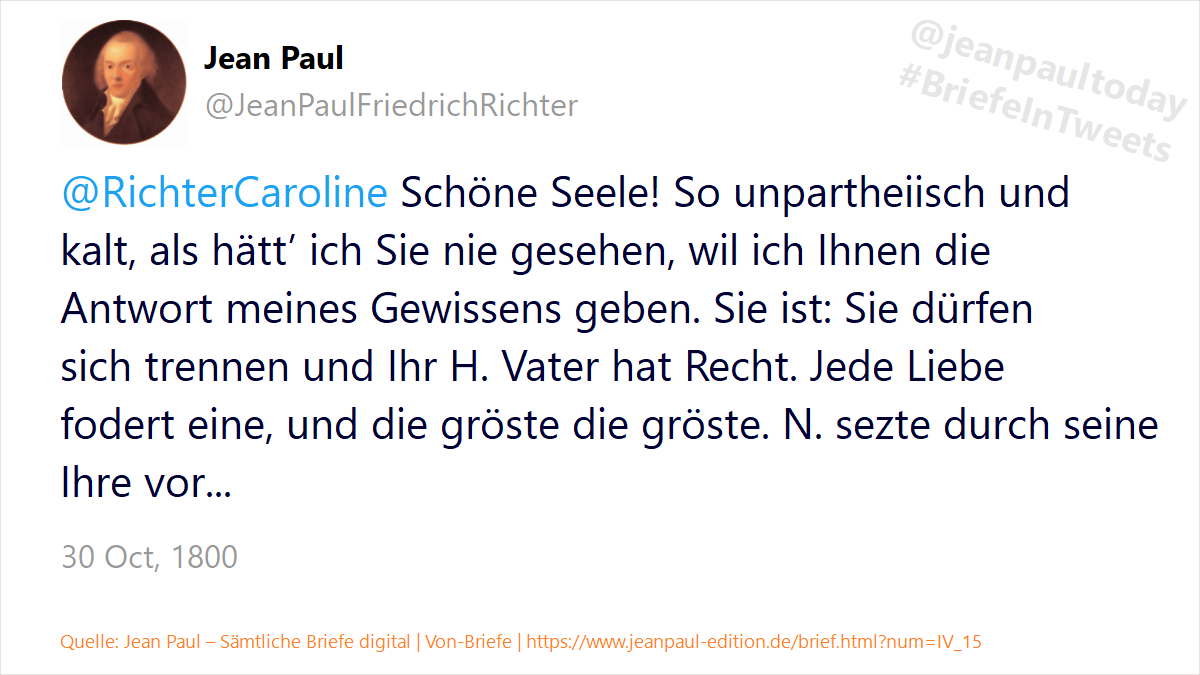 Jean Paul
@JeanPaulFriedrichRichter
@jeanpaultoday
#BriefeInTweets
@RichterCaroline Schöne Seele! So unpartheiisch und
kalt, als hätt’ ich Sie nie gesehen, wil ich Ihnen die
Antwort meines Gewissens geben. Sie ist: Sie dürfen
sich trennen und Ihr H. Vater hat Recht. Jede Liebe
fodert eine, und die gröste die gröste. N. sezte durch seine
Ihre vor...
30 Oct, 1800
Quelle: Jean Paul – Sämtliche Briefe digital | Von-Briefe | https://www.jeanpaul-edition.de/brief.html?num=IV_15